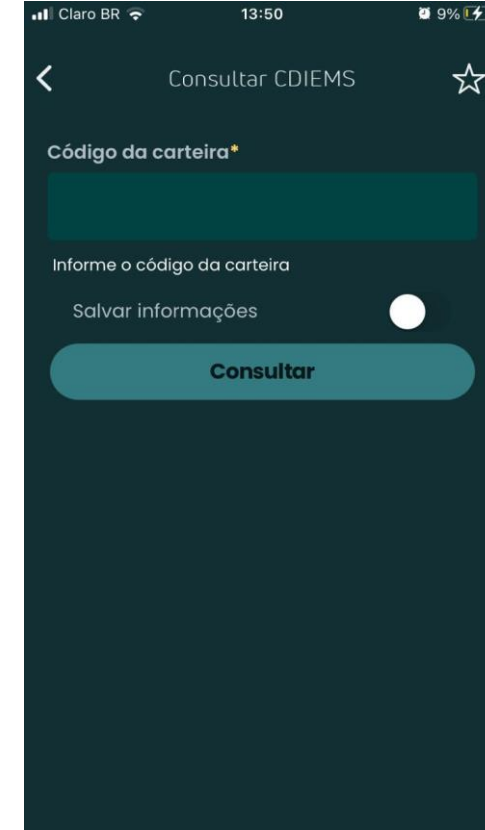 Claro BR 13:50 9%
Consultar CDIEMS
Código da carteira*
Informe o código da carteira
Salvar informações
Consultar